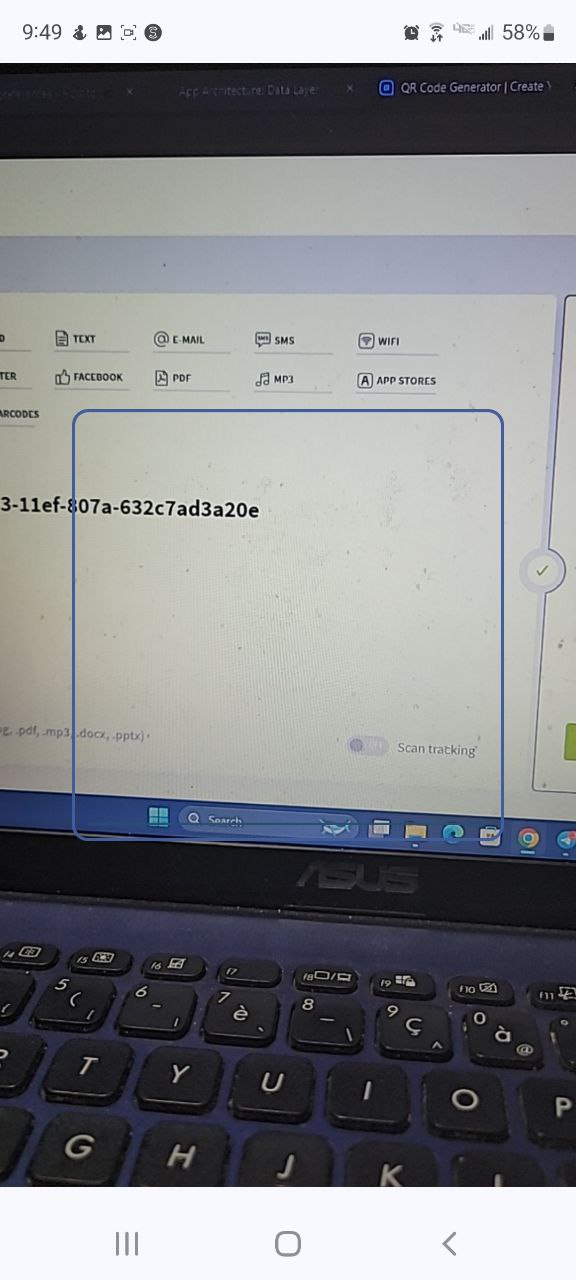 9:49
58%
App Architecture: Data Layer
QR Code Generator | Create
TEXT
E-MAIL
SMS
WIFI
TER
FACEBOOK
PDF
MP3
APP STORES
ARCODES
3-11ef-807a-632c7ad3a20e
.pdf, .mp3, .docx, .pptx)
OFF
Scan tracking
Search
ASUS
f4
f5
f6
f7
f8
f9
f10
f11
5 ( [
6 - |
7 è `
8 _ \
9 ç ^
0 à @
°
T
Y
U
I
O
P
G
H
J
K